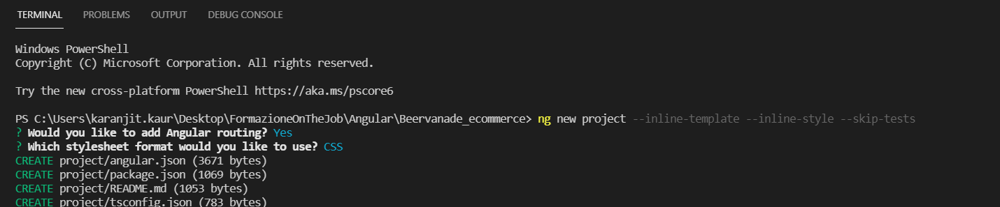 TERMINAL PROBLEMS OUTPUT DEBUG CONSOLE
Windows PowerShell
Copyright (C) Microsoft Corporation. All rights reserved.
Try the new cross-platform PowerShell https://aka.ms/pscore6
PS C:\Users\karanjit.kaur\Desktop\FormazioneOnTheJob\Angular\Beervanade_ecommerce> ng new project --inline-template --inline-style --skip-tests
? Would you like to add Angular routing? Yes
? Which stylesheet format would you like to use? CSS
CREATE project/angular.json (3671 bytes)
CREATE project/package.json (1069 bytes)
CREATE project/README.md (1053 bytes)
CREATE project/tsconfig.json (783 bytes)